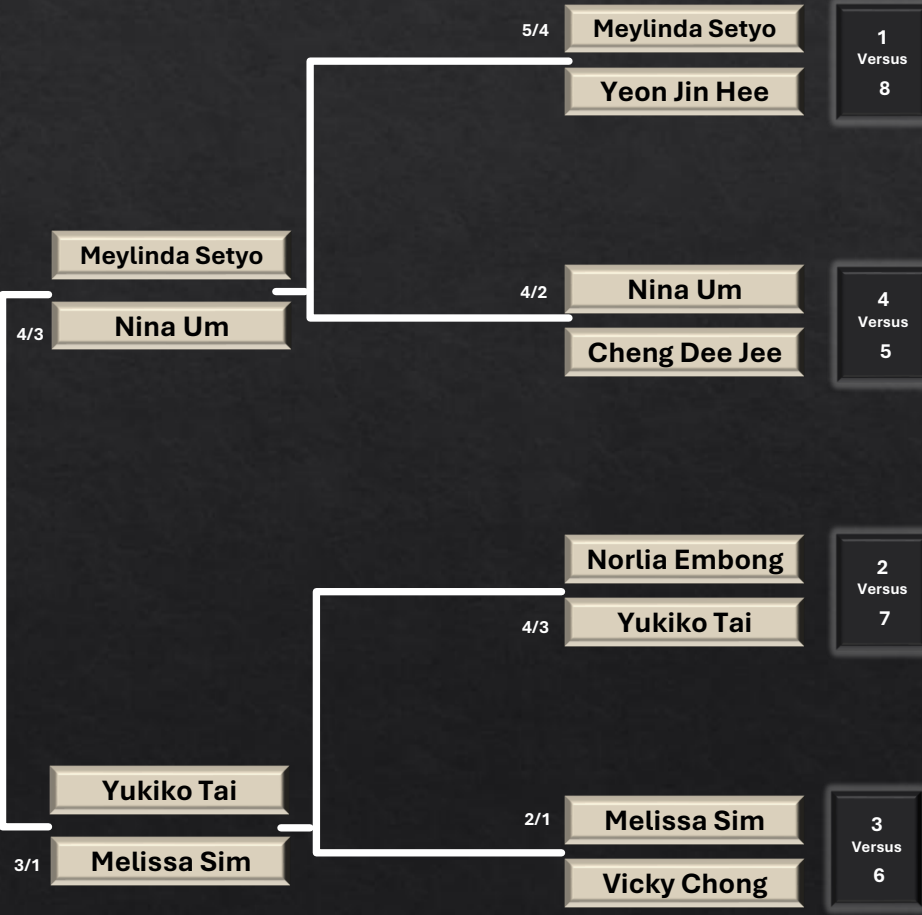 5/4
Meylinda Setyo
Yeon Jin Hee
1
Versus
8
Meylinda Setyo
4/3
Nina Um
4/2
Nina Um
Cheng Dee Jee
4
Versus
5
Norlia Embong
4/3
Yukiko Tai
2
Versus
7
Yukiko Tai
3/1
Melissa Sim
2/1
Melissa Sim
Vicky Chong
3
Versus
6